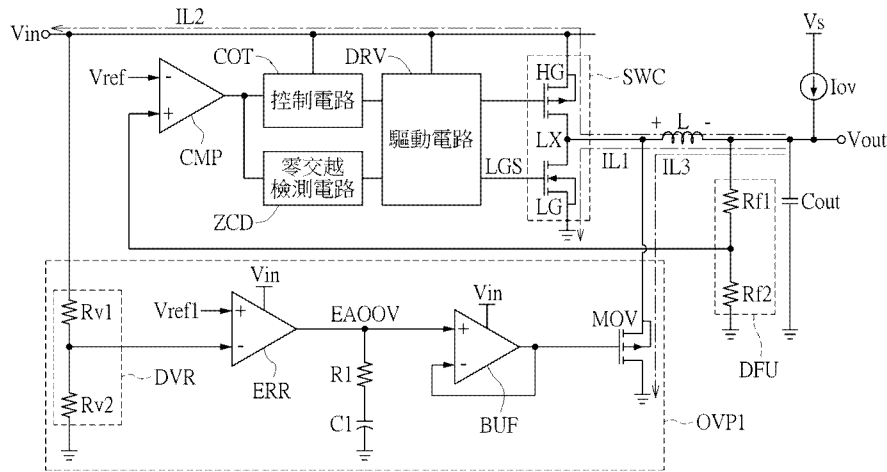 IL2
Vin
COT
DRV
Vs
Vref
-
+
CMP
控制電路
驅動電路
零交越
檢測電路
ZCD
LGS
HG
SWC
LX
LG
IL1
IL3
+
L
-
Iov
Vout
Rf1
Cout
Rf2
DFU
Rv1
Rv2
DVR
Vref1
Vin
+
-
ERR
EAOOV
R1
C1
Vin
+
-
BUF
MOV
OVP1